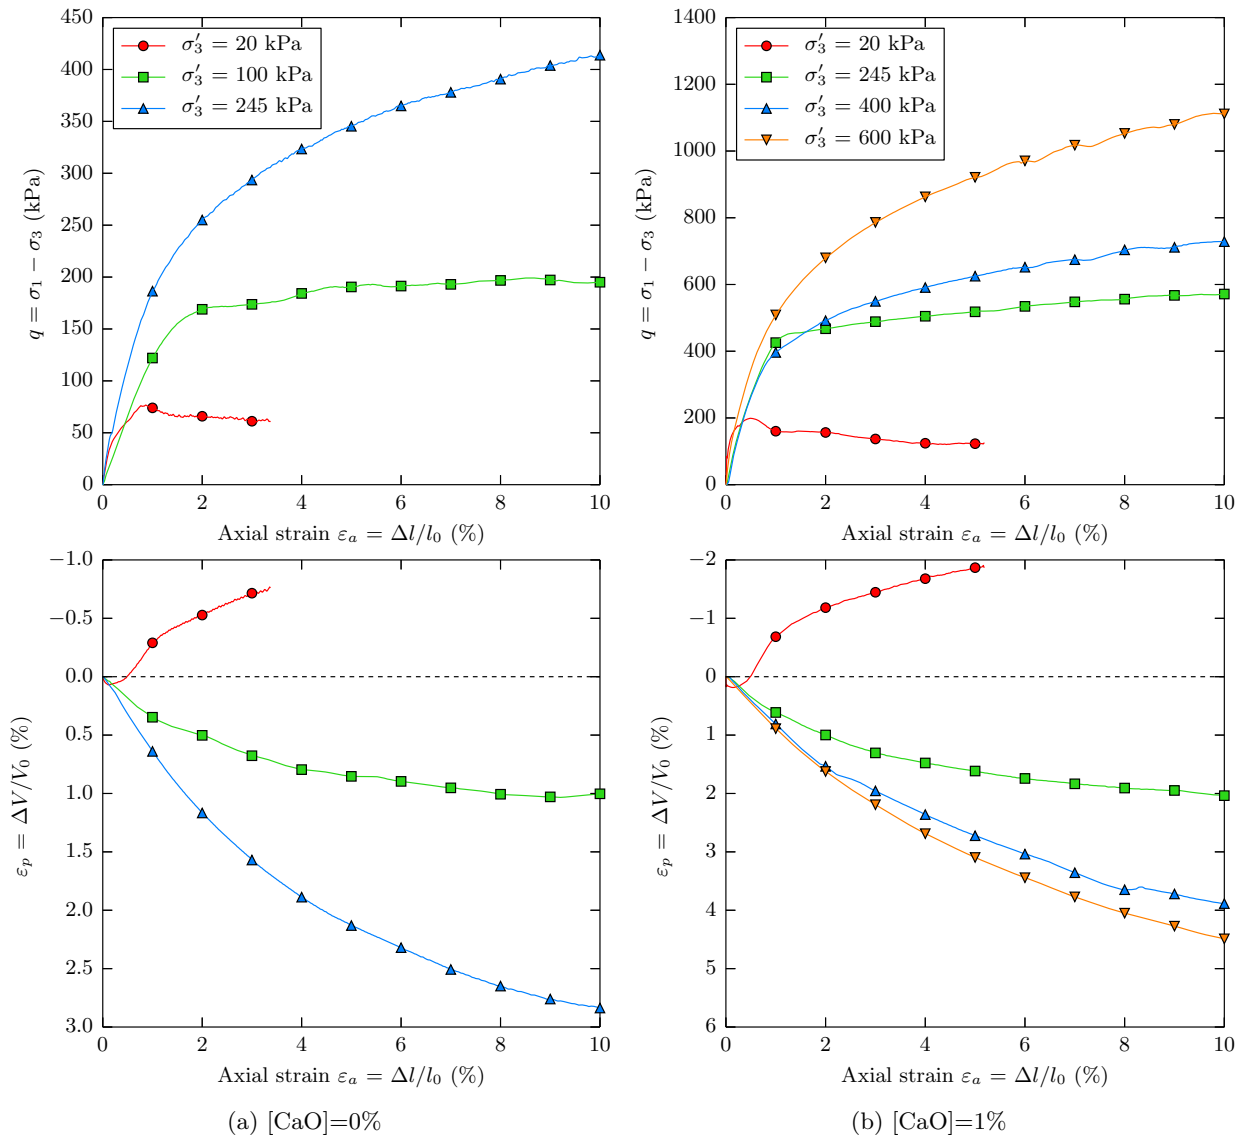 450
400
350
300
250
200
150
100
50
0
q = σ₁ − σ₃ (kPa)
σ′₃ = 20 kPa
σ′₃ = 100 kPa
σ′₃ = 245 kPa
0 2 4 6 8 10
Axial strain εₐ = Δl/l₀ (%)
1400
1200
1000
800
600
400
200
0
q = σ₁ − σ₃ (kPa)
σ′₃ = 20 kPa
σ′₃ = 245 kPa
σ′₃ = 400 kPa
σ′₃ = 600 kPa
0 2 4 6 8 10
Axial strain εₐ = Δl/l₀ (%)
−1.0
−0.5
0.0
0.5
1.0
1.5
2.0
2.5
3.0
εₚ = ΔV/V₀ (%)
0 2 4 6 8 10
Axial strain εₐ = Δl/l₀ (%)
(a) [CaO]=0%
−2
−1
0
1
2
3
4
5
6
εₚ = ΔV/V₀ (%)
0 2 4 6 8 10
Axial strain εₐ = Δl/l₀ (%)
(b) [CaO]=1%